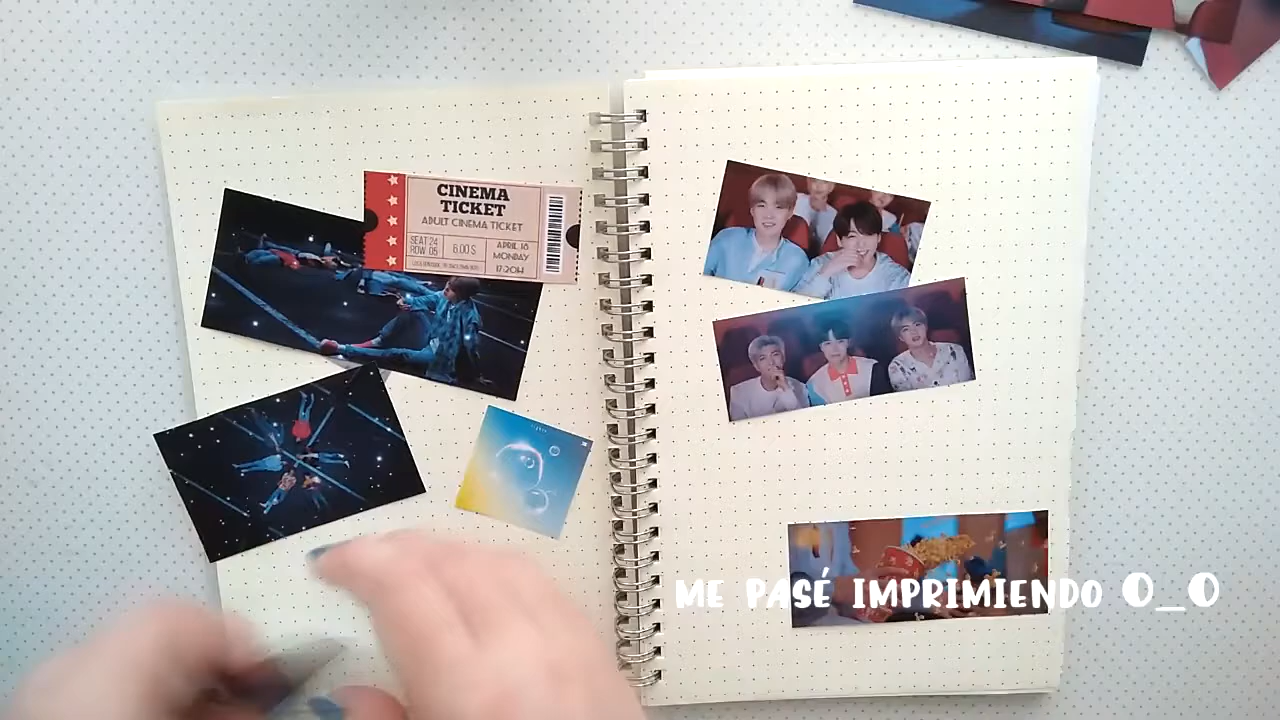 CINEMA
TICKET
ADULT CINEMA TICKET
SEAT 24
ROW 05
6.00 $
APRIL 18
MONDAY
17:20H
ME PASÉ IMPRIMIENDO O_O